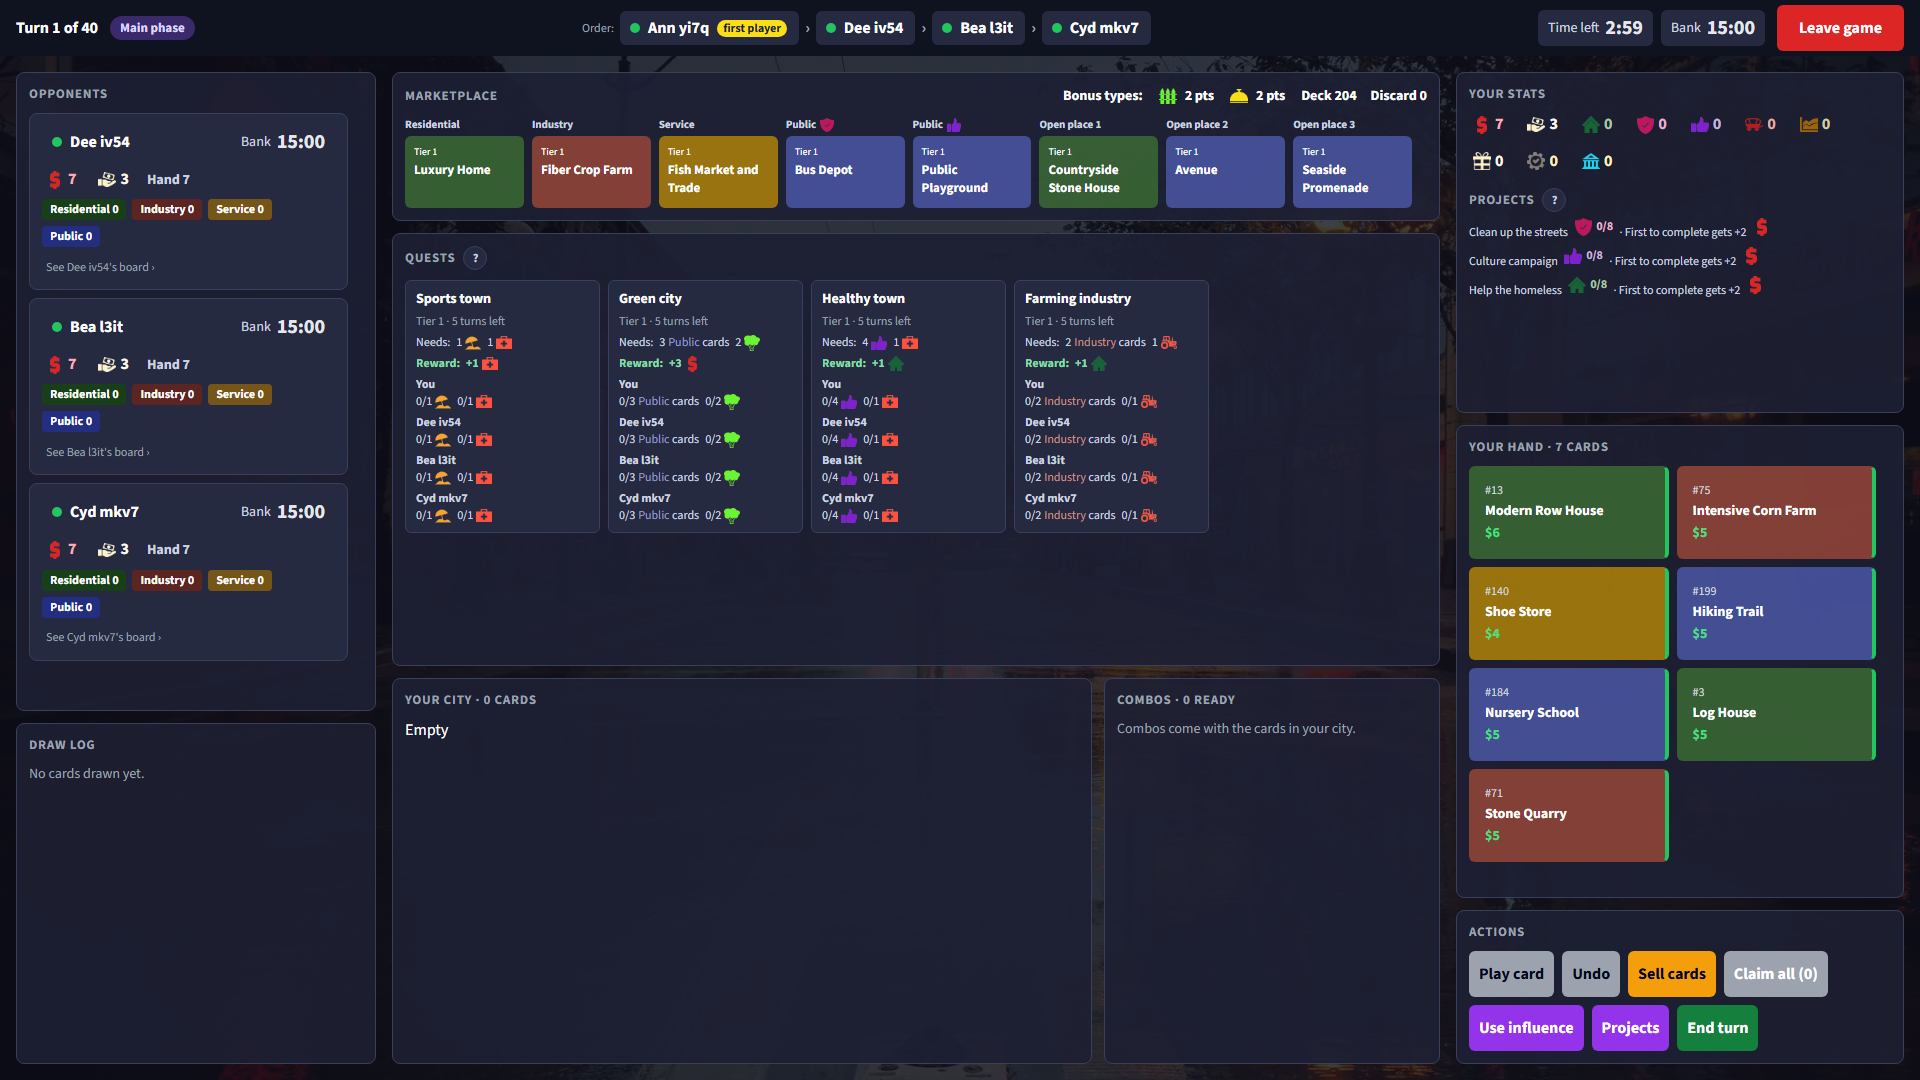 Turn 1 of 40
Main phase
Order:
Ann yi7q
first player
›
Dee iv54
›
Bea l3it
›
Cyd mkv7
Time left 2:59
Bank 15:00
Leave game
OPPONENTS
Dee iv54
Bank 15:00
7
3
Hand 7
Residential 0
Industry 0
Service 0
Public 0
See Dee iv54's board ›
Bea l3it
Bank 15:00
7
3
Hand 7
Residential 0
Industry 0
Service 0
Public 0
See Bea l3it's board ›
Cyd mkv7
Bank 15:00
7
3
Hand 7
Residential 0
Industry 0
Service 0
Public 0
See Cyd mkv7's board ›
DRAW LOG
No cards drawn yet.
MARKETPLACE
Bonus types:
2 pts
2 pts
Deck 204
Discard 0
Residential
Tier 1
Luxury Home
Industry
Tier 1
Fiber Crop Farm
Service
Tier 1
Fish Market and
Trade
Public
Tier 1
Bus Depot
Public
Tier 1
Public
Playground
Open place 1
Tier 1
Countryside
Stone House
Open place 2
Tier 1
Avenue
Open place 3
Tier 1
Seaside
Promenade
QUESTS
?
Sports town
Tier 1 · 5 turns left
Needs: 1 1
Reward: +1
You
0/1 0/1
Dee iv54
0/1 0/1
Bea l3it
0/1 0/1
Cyd mkv7
0/1 0/1
Green city
Tier 1 · 5 turns left
Needs: 3 Public cards 2
Reward: +3
You
0/3 Public cards 0/2
Dee iv54
0/3 Public cards 0/2
Bea l3it
0/3 Public cards 0/2
Cyd mkv7
0/3 Public cards 0/2
Healthy town
Tier 1 · 5 turns left
Needs: 4 1
Reward: +1
You
0/4 0/1
Dee iv54
0/4 0/1
Bea l3it
0/4 0/1
Cyd mkv7
0/4 0/1
Farming industry
Tier 1 · 5 turns left
Needs: 2 Industry cards 1
Reward: +1
You
0/2 Industry cards 0/1
Dee iv54
0/2 Industry cards 0/1
Bea l3it
0/2 Industry cards 0/1
Cyd mkv7
0/2 Industry cards 0/1
YOUR CITY · 0 CARDS
Empty
COMBOS · 0 READY
Combos come with the cards in your city.
YOUR STATS
7
3
0
0
0
0
0
0
0
0
PROJECTS
?
Clean up the streets 0/8 · First to complete gets +2
Culture campaign 0/8 · First to complete gets +2
Help the homeless 0/8 · First to complete gets +2
YOUR HAND · 7 CARDS
#13
Modern Row House
$6
#75
Intensive Corn Farm
$5
#140
Shoe Store
$4
#199
Hiking Trail
$5
#184
Nursery School
$5
#3
Log House
$5
#71
Stone Quarry
$5
ACTIONS
Play card
Undo
Sell cards
Claim all (0)
Use influence
Projects
End turn